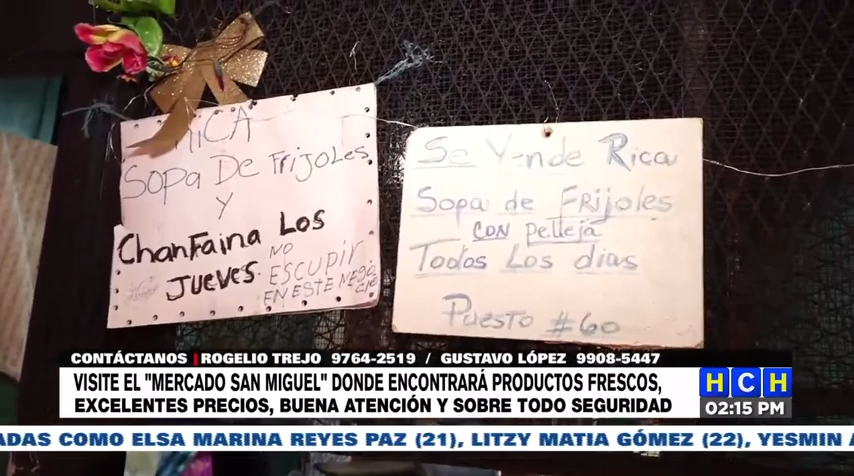 RICA
SOPA DE FRIJOLES
Y
CHANFAINA LOS
JUEVES.
NO
ESCUPIR
EN ESTE NEGO
CIO
Se Vende Rica
Sopa de Frijoles
con pelleja
Todos Los dias
Puesto #60
CONTÁCTANOS | ROGELIO TREJO 9764-2519 / GUSTAVO LÓPEZ 9908-5447
VISITE EL "MERCADO SAN MIGUEL" DONDE ENCONTRARÁ PRODUCTOS FRESCOS,
EXCELENTES PRECIOS, BUENA ATENCIÓN Y SOBRE TODO SEGURIDAD
HCH
02:15 PM
ADAS COMO ELSA MARINA REYES PAZ (21), LITZY MATIA GÓMEZ (22), YESMIN A